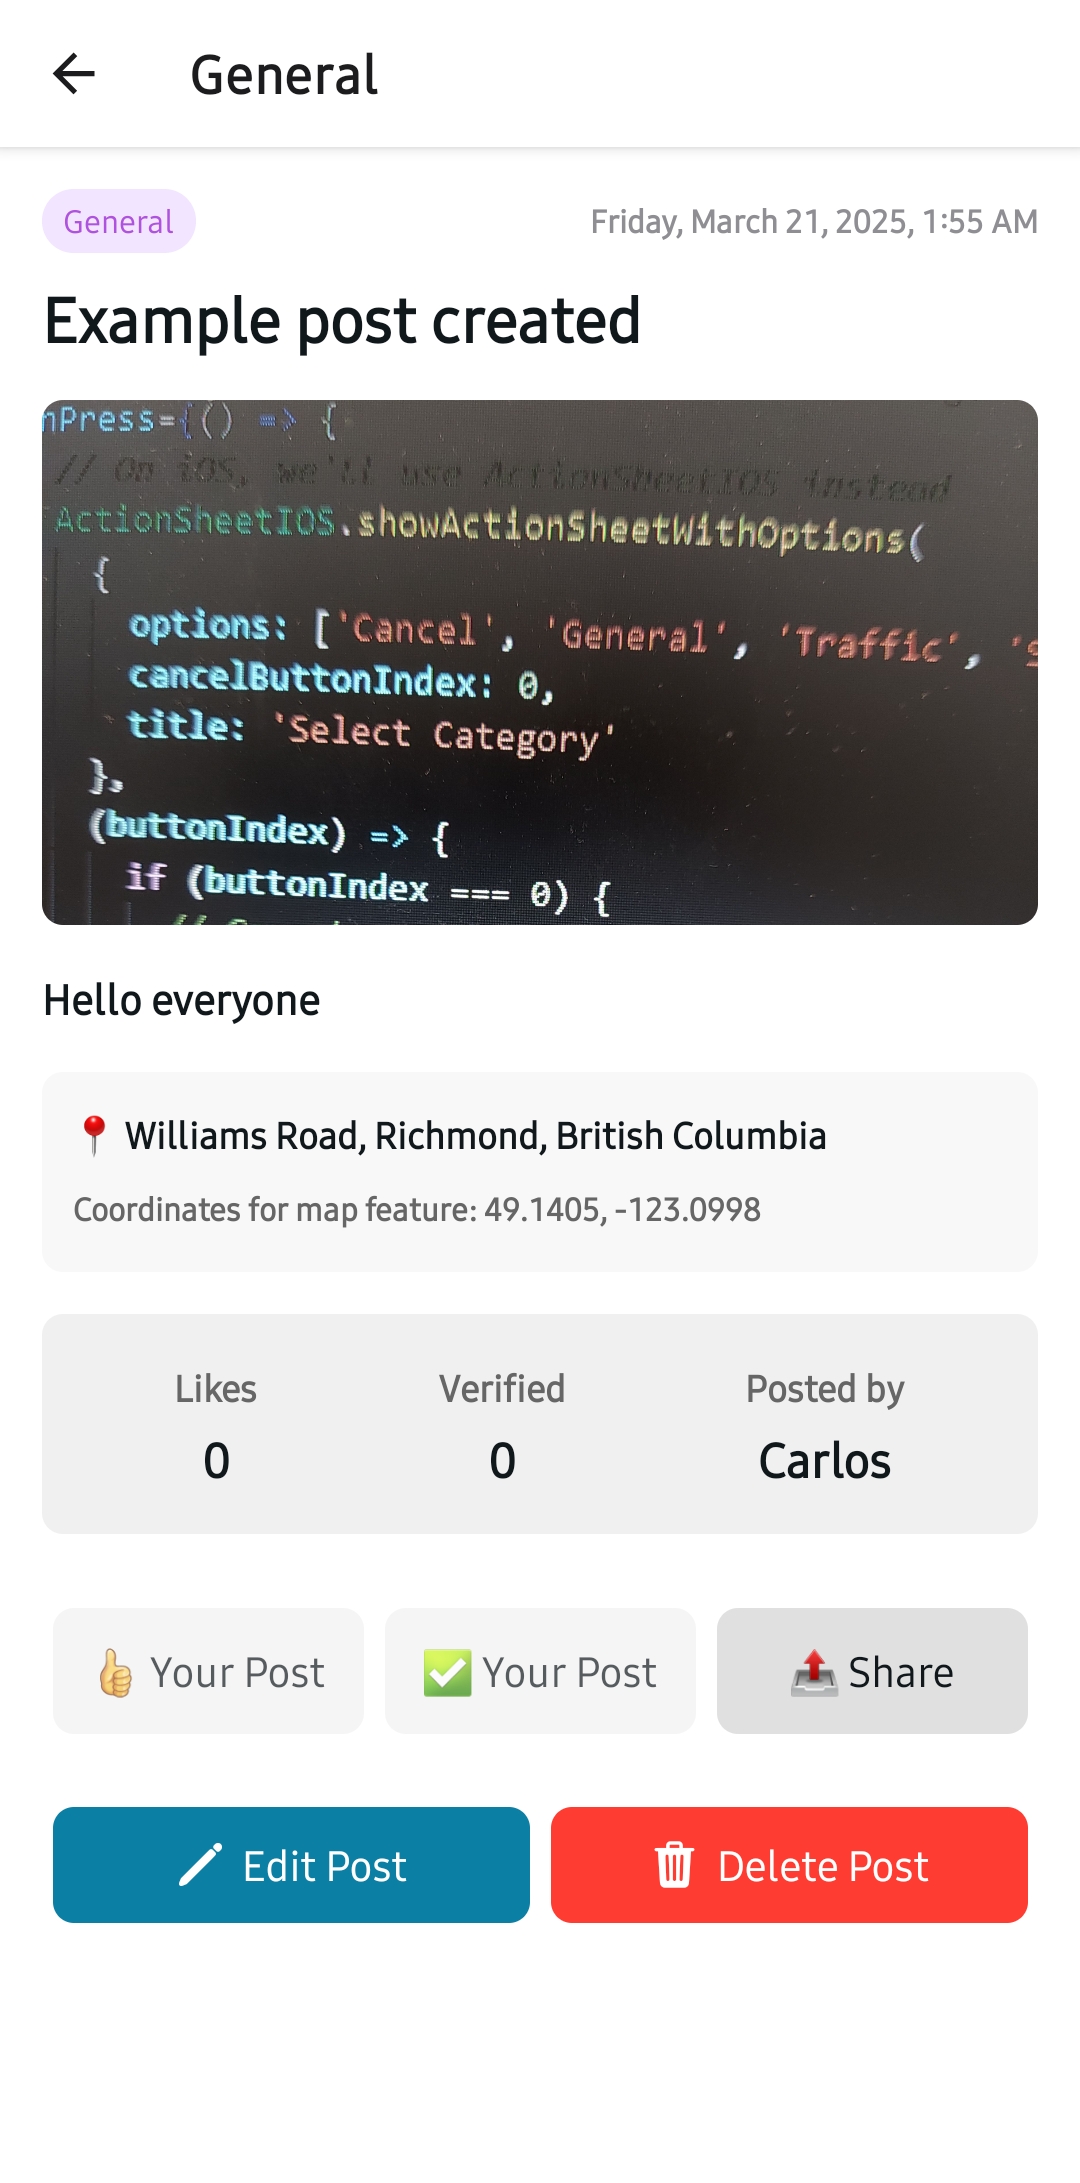 General
General
Friday, March 21, 2025, 1:55 AM
Example post created
nPress={() => {
// On iOS, we'll use ActionSheetIOS instead
ActionSheetIOS.showActionSheetWithOptions(
{
options: ['Cancel', 'General', 'Traffic', 'S
cancelButtonIndex: 0,
title: 'Select Category'
},
(buttonIndex) => {
if (buttonIndex === 0) {
//
Hello everyone
📍 Williams Road, Richmond, British Columbia
Coordinates for map feature: 49.1405, -123.0998
Likes Verified Posted by
0 0 Carlos
👍 Your Post ✅ Your Post 📤 Share
Edit Post Delete Post